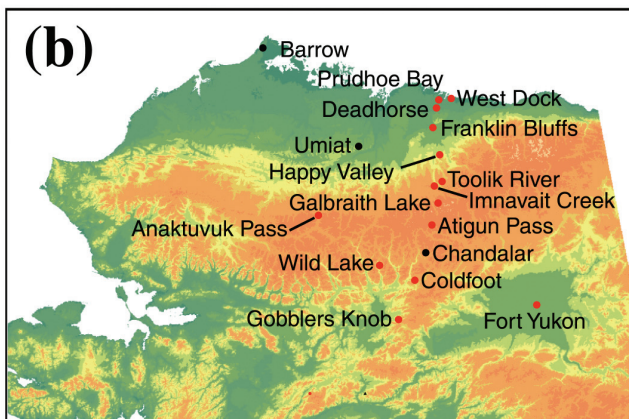 (b)
Barrow
Prudhoe Bay
West Dock
Deadhorse
Franklin Bluffs
Umiat
Happy Valley
Toolik River
Imnavait Creek
Galbraith Lake
Anaktuvuk Pass
Atigun Pass
Chandalar
Wild Lake
Coldfoot
Gobblers Knob
Fort Yukon